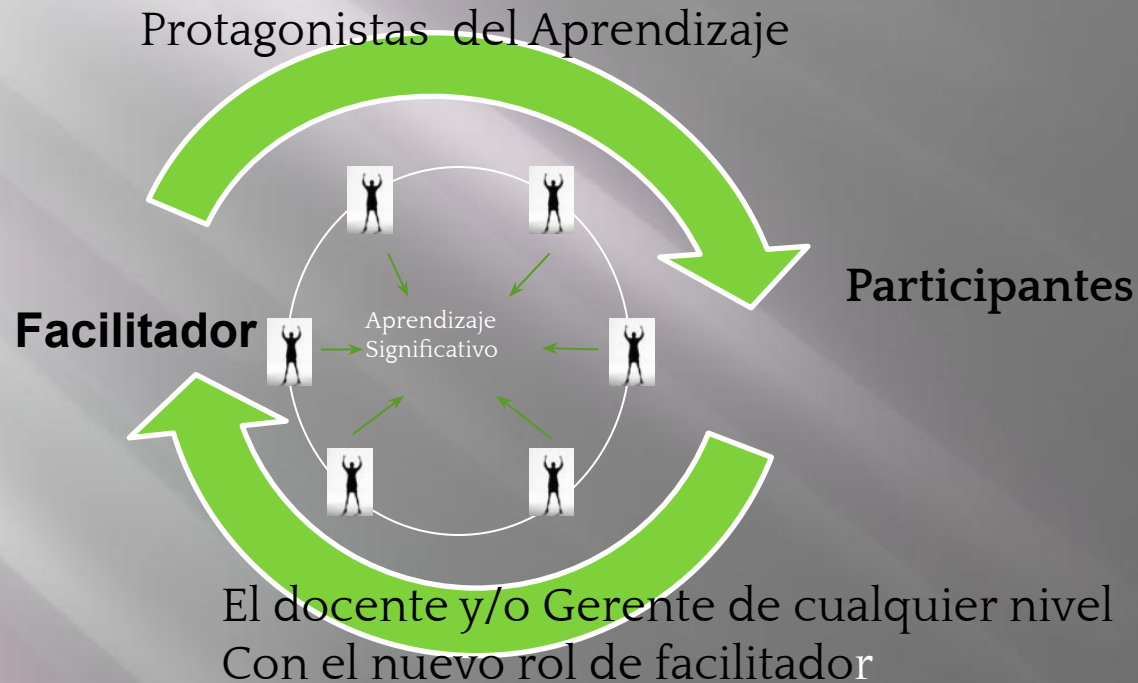 Protagonistas del Aprendizaje
Participantes
Facilitador
Aprendizaje
Significativo
El docente y/o Gerente de cualquier nivel
Con el nuevo rol de facilitador